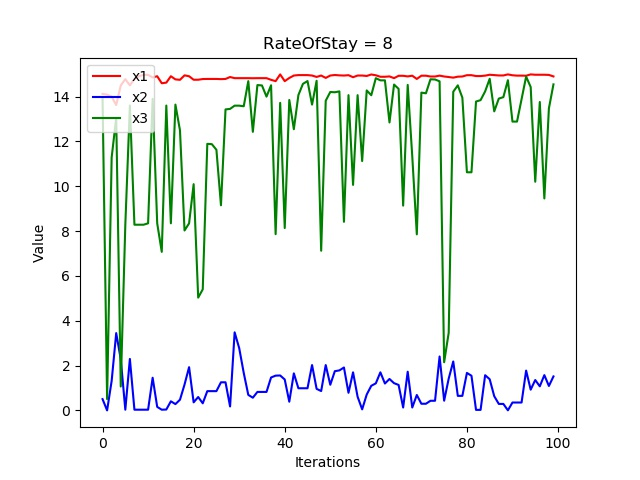 RateOfStay = 8
x1
x2
x3
14
12
10
8
6
4
2
0
Value
0 20 40 60 80 100
Iterations